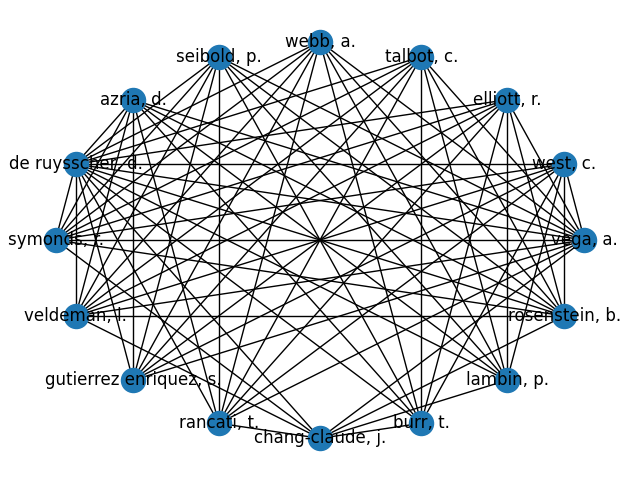 webb, a.
seibold, p.
talbot, c.
azria, d.
elliott, r.
de ruysscher, d.
west, c.
symonds, r.
vega, a.
veldeman, l.
rosenstein, b.
gutierrez enriquez, s.
lambin, p.
rancati, t.
burr, t.
chang-claude, j.